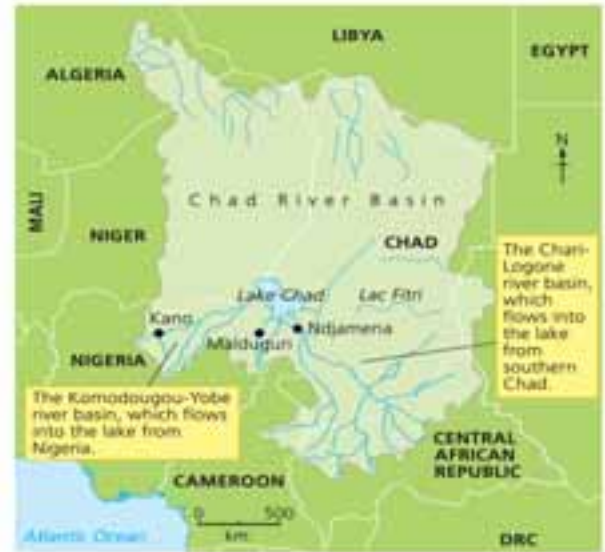 LIBYA
EGYPT
ALGERIA
N
Chad River Basin
MALI
NIGER
CHAD
The Chari-
Logone
river basin,
which
flows into
the lake
from
southern
Chad.
Lake Chad
Lac Fitri
Kano
Ndjamena
Maiduguri
NIGERIA
The Komodougou-Yobe
river basin, which flows
into the lake from
Nigeria.
CENTRAL
AFRICAN
REPUBLIC
CAMEROON
0 500
km
Atlantic Ocean
DRC